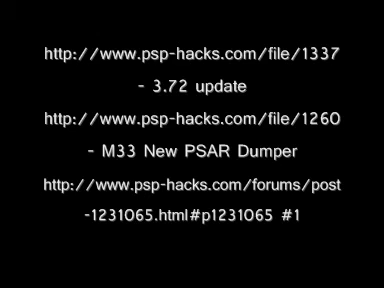 http://www.psp-hacks.com/file/1337
- 3.72 update
http://www.psp-hacks.com/file/1260
- M33 New PSAR Dumper
http://www.psp-hacks.com/forums/post
-1231065.html#p1231065 #1